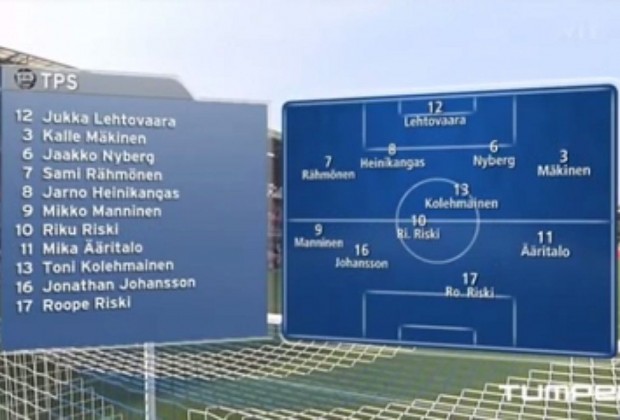 TPS
12 Jukka Lehtovaara
3 Kalle Mäkinen
6 Jaakko Nyberg
7 Sami Rähmönen
8 Jarno Heinikangas
9 Mikko Manninen
10 Riku Riski
11 Mika Ääritalo
13 Toni Kolehmainen
16 Jonathan Johansson
17 Roope Riski
12
Lehtovaara
8
Heinikangas
6
Nyberg
7
Rähmönen
3
Mäkinen
13
Kolehmainen
10
Ri. Riski
9
Manninen
16
Johansson
11
Ääritalo
17
Ro. Riski